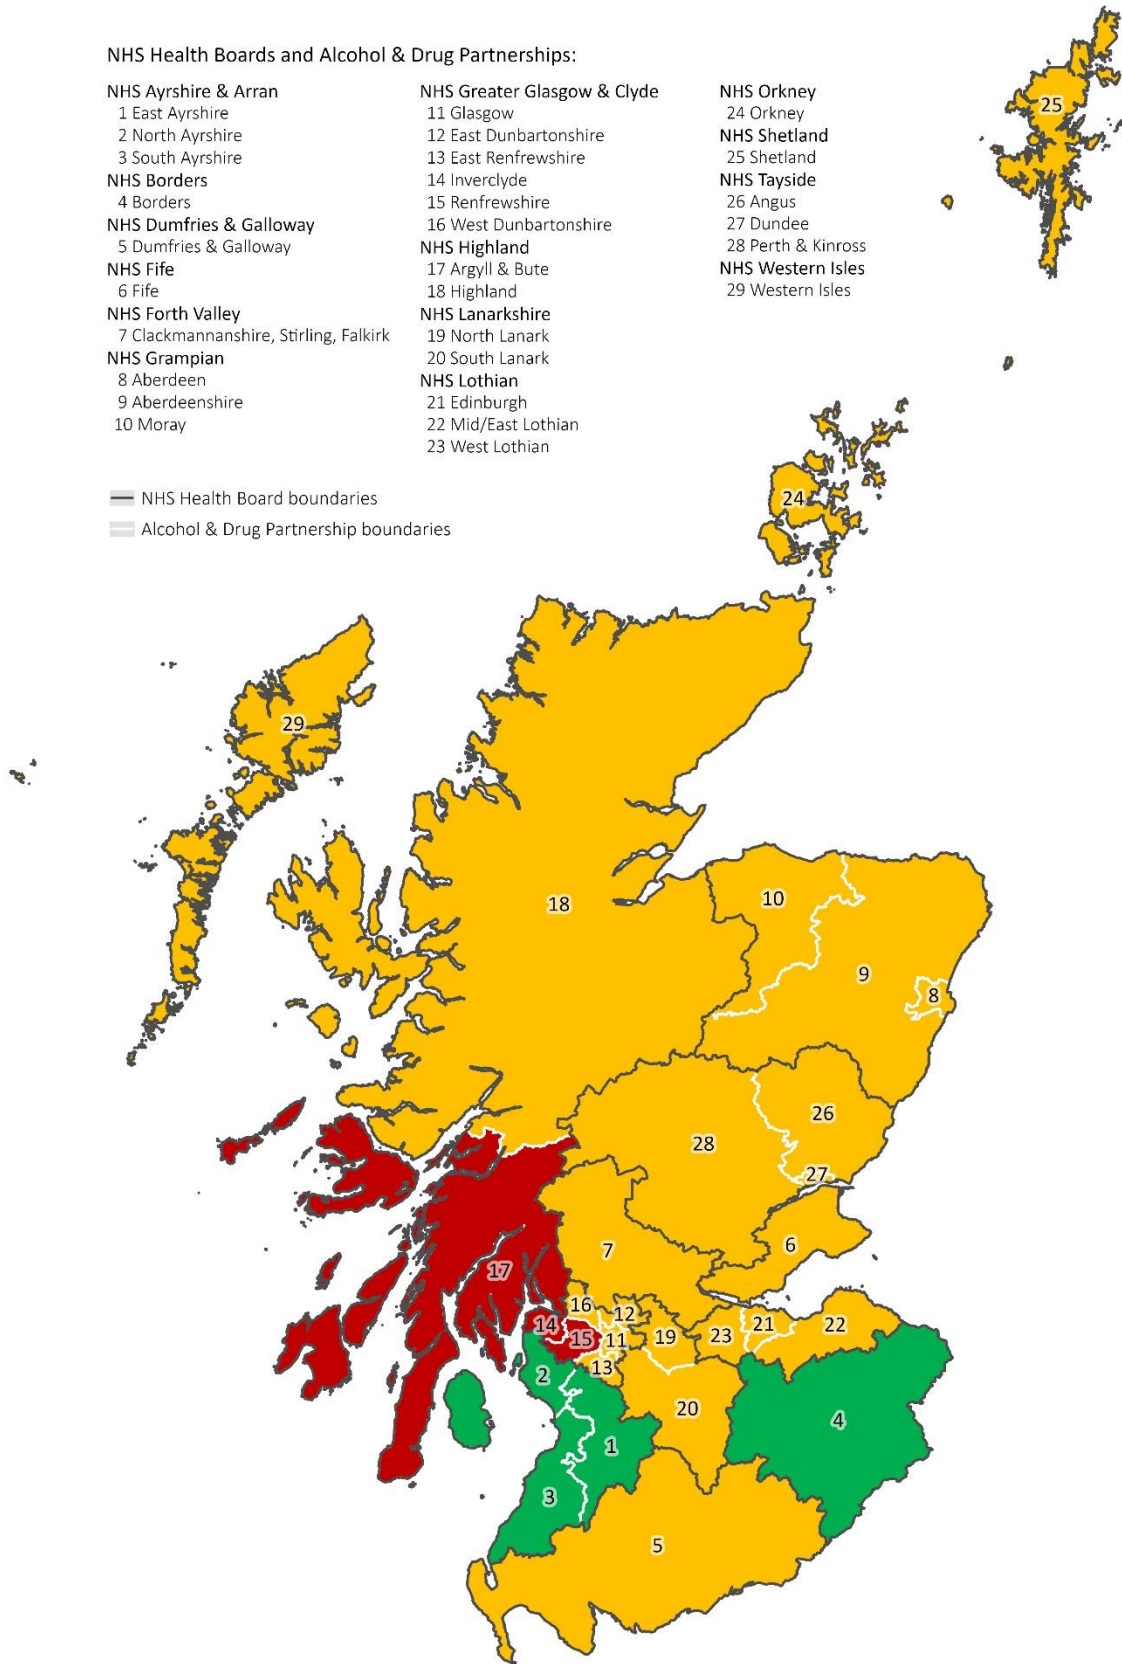 NHS Health Boards and Alcohol & Drug Partnerships:
NHS Ayrshire & Arran
1 East Ayrshire
2 North Ayrshire
3 South Ayrshire
NHS Borders
4 Borders
NHS Dumfries & Galloway
5 Dumfries & Galloway
NHS Fife
6 Fife
NHS Forth Valley
7 Clackmannanshire, Stirling, Falkirk
NHS Grampian
8 Aberdeen
9 Aberdeenshire
10 Moray
NHS Greater Glasgow & Clyde
11 Glasgow
12 East Dunbartonshire
13 East Renfrewshire
14 Inverclyde
15 Renfrewshire
16 West Dunbartonshire
NHS Highland
17 Argyll & Bute
18 Highland
NHS Lanarkshire
19 North Lanark
20 South Lanark
NHS Lothian
21 Edinburgh
22 Mid/East Lothian
23 West Lothian
NHS Orkney
24 Orkney
NHS Shetland
25 Shetland
NHS Tayside
26 Angus
27 Dundee
28 Perth & Kinross
NHS Western Isles
29 Western Isles
NHS Health Board boundaries
Alcohol & Drug Partnership boundaries
25
24
29
18
10
9
8
26
28
27
6
7
17
16
12
14
15
11
19
23
21
22
13
2
20
4
1
3
5